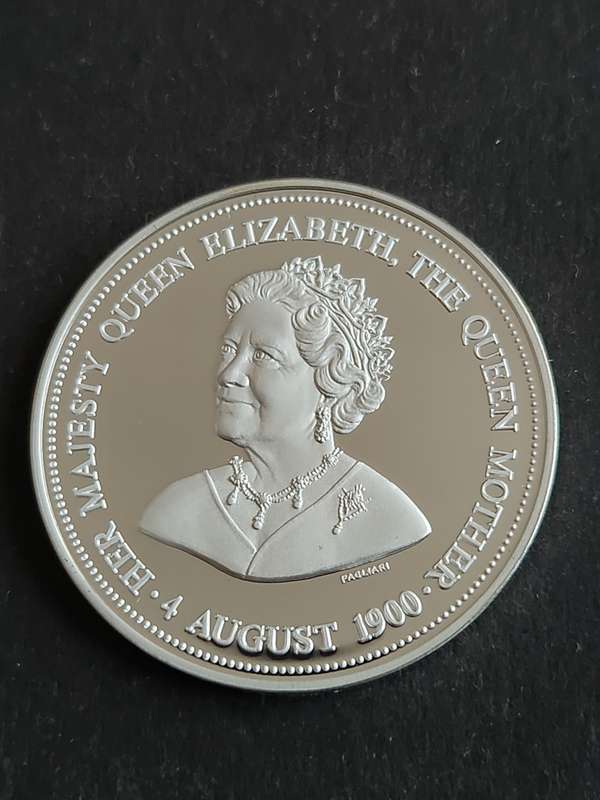 · HER MAJESTY QUEEN ELIZABETH, THE QUEEN MOTHER ·
4 AUGUST 1900
PAGLIARI